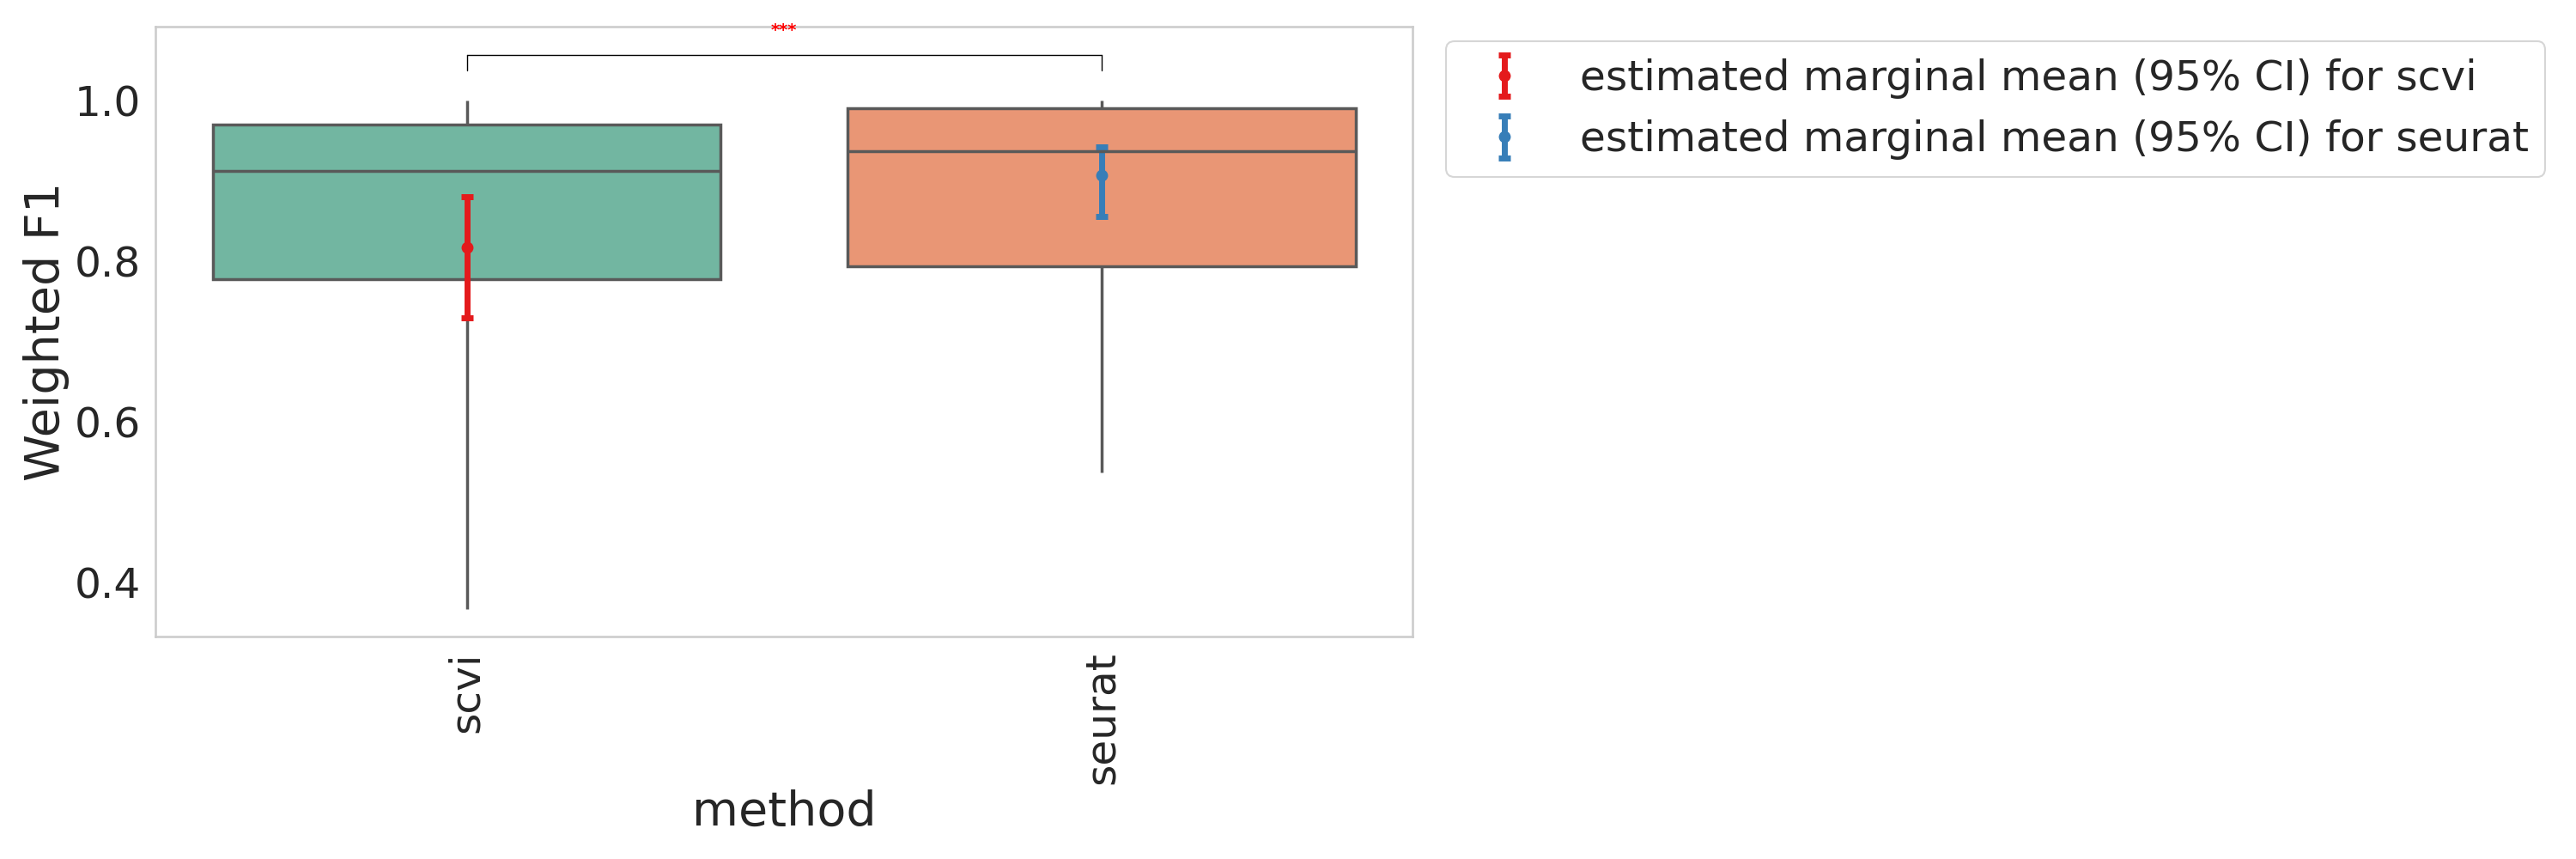 ***
estimated marginal mean (95% CI) for scvi
estimated marginal mean (95% CI) for seurat
Weighted F1
1.0
0.8
0.6
0.4
scvi
seurat
method